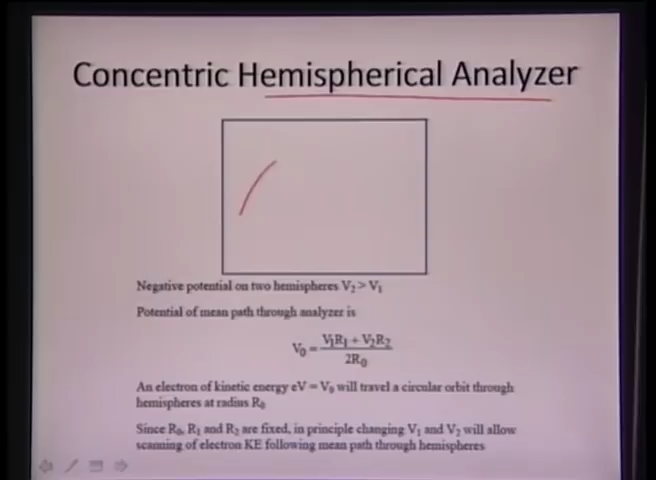 Concentric Hemispherical Analyzer
Negative potential on two hemispheres V₂ > V₁
Potential of mean path through analyzer is
V₀ = (V₁R₁ + V₂R₂) / 2R₀
An electron of kinetic energy eV = V₀ will travel a circular orbit through
hemispheres at radius R₀
Since R₀, R₁ and R₂ are fixed, in principle changing V₁ and V₂ will allow
scanning of electron KE following mean path through hemispheres